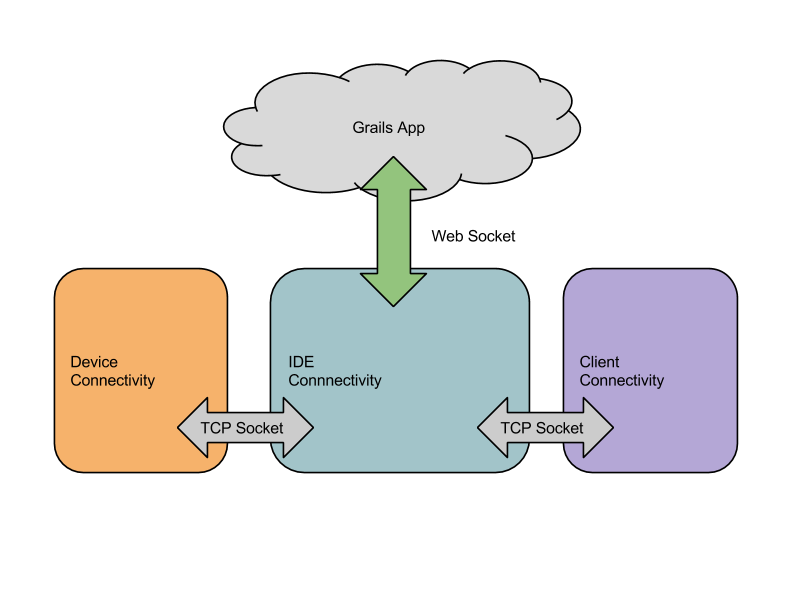 Grails App
Web Socket
Device
Connectivity
IDE
Connnectivity
Client
Connectivity
TCP Socket
TCP Socket